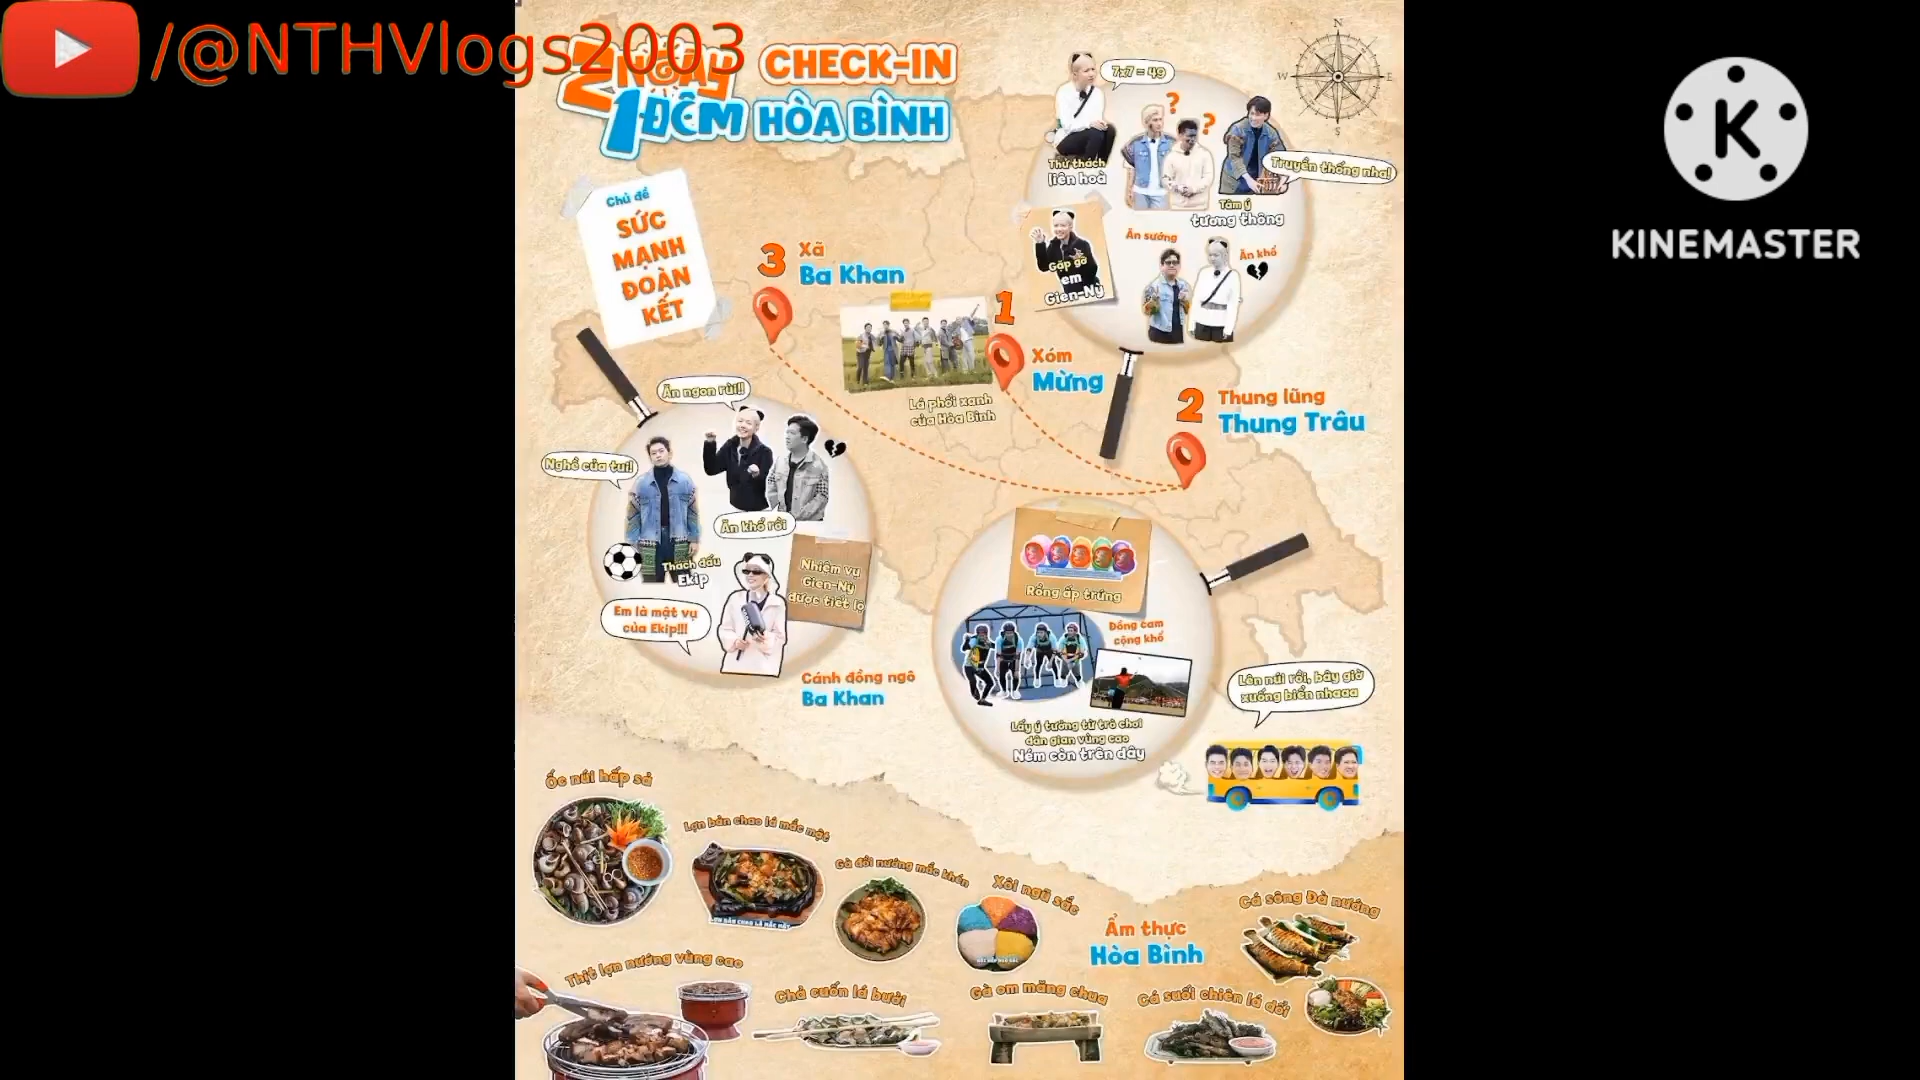 /@NTHVlogs2003
2 NGÀY
1 ĐÊM
CHECK-IN
HÒA BÌNH
N
W
E
S
K
KINEMASTER
Chủ đề
SỨC
MẠNH
ĐOÀN
KẾT
7x7 = 49
Thử thách
liên hoà
?
?
Truyền thống nha!
Tâm ý
tương thông
Gặp gỡ
em
Gien-Nỳ
Ăn sướng
Ăn khổ
3
Xã
Ba Khan
1
Xóm
Mừng
Lá phổi xanh
của Hòa Bình
2
Thung lũng
Thung Trâu
Ăn ngon rùi!!
Nghề của tui!
Ăn khổ rồi
Thách đấu
Ekip
Nhiệm vụ
Gien-Nỳ
được tiết lộ
Em là mật vụ
của Ekip!!!
Cánh đồng ngô
Ba Khan
Rồng ấp trứng
Đồng cam
cộng khổ
Lấy ý tưởng từ trò chơi
dân gian vùng cao
Ném còn trên dây
Lên núi rồi, bây giờ
xuống biển nhaaa
Ốc núi hấp sả
Lợn bản chao lá mắc mật
Gà đồi nướng mắc khén
Xôi ngũ sắc
Ẩm thực
Hòa Bình
Cá sông Đà nướng
Thịt lợn nướng vùng cao
Chả cuốn lá bưởi
Gà om măng chua
Cá suối chiên lá dổi